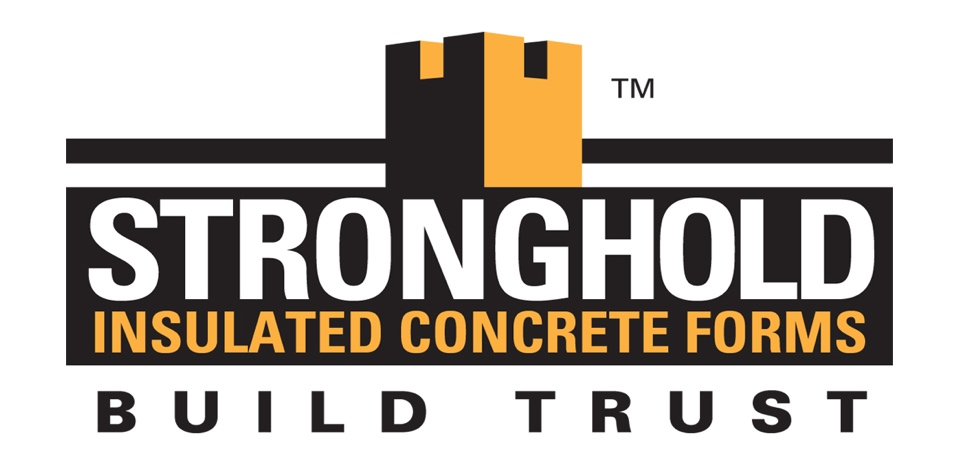 TM
STRONGHOLD
INSULATED CONCRETE FORMS
BUILD TRUST